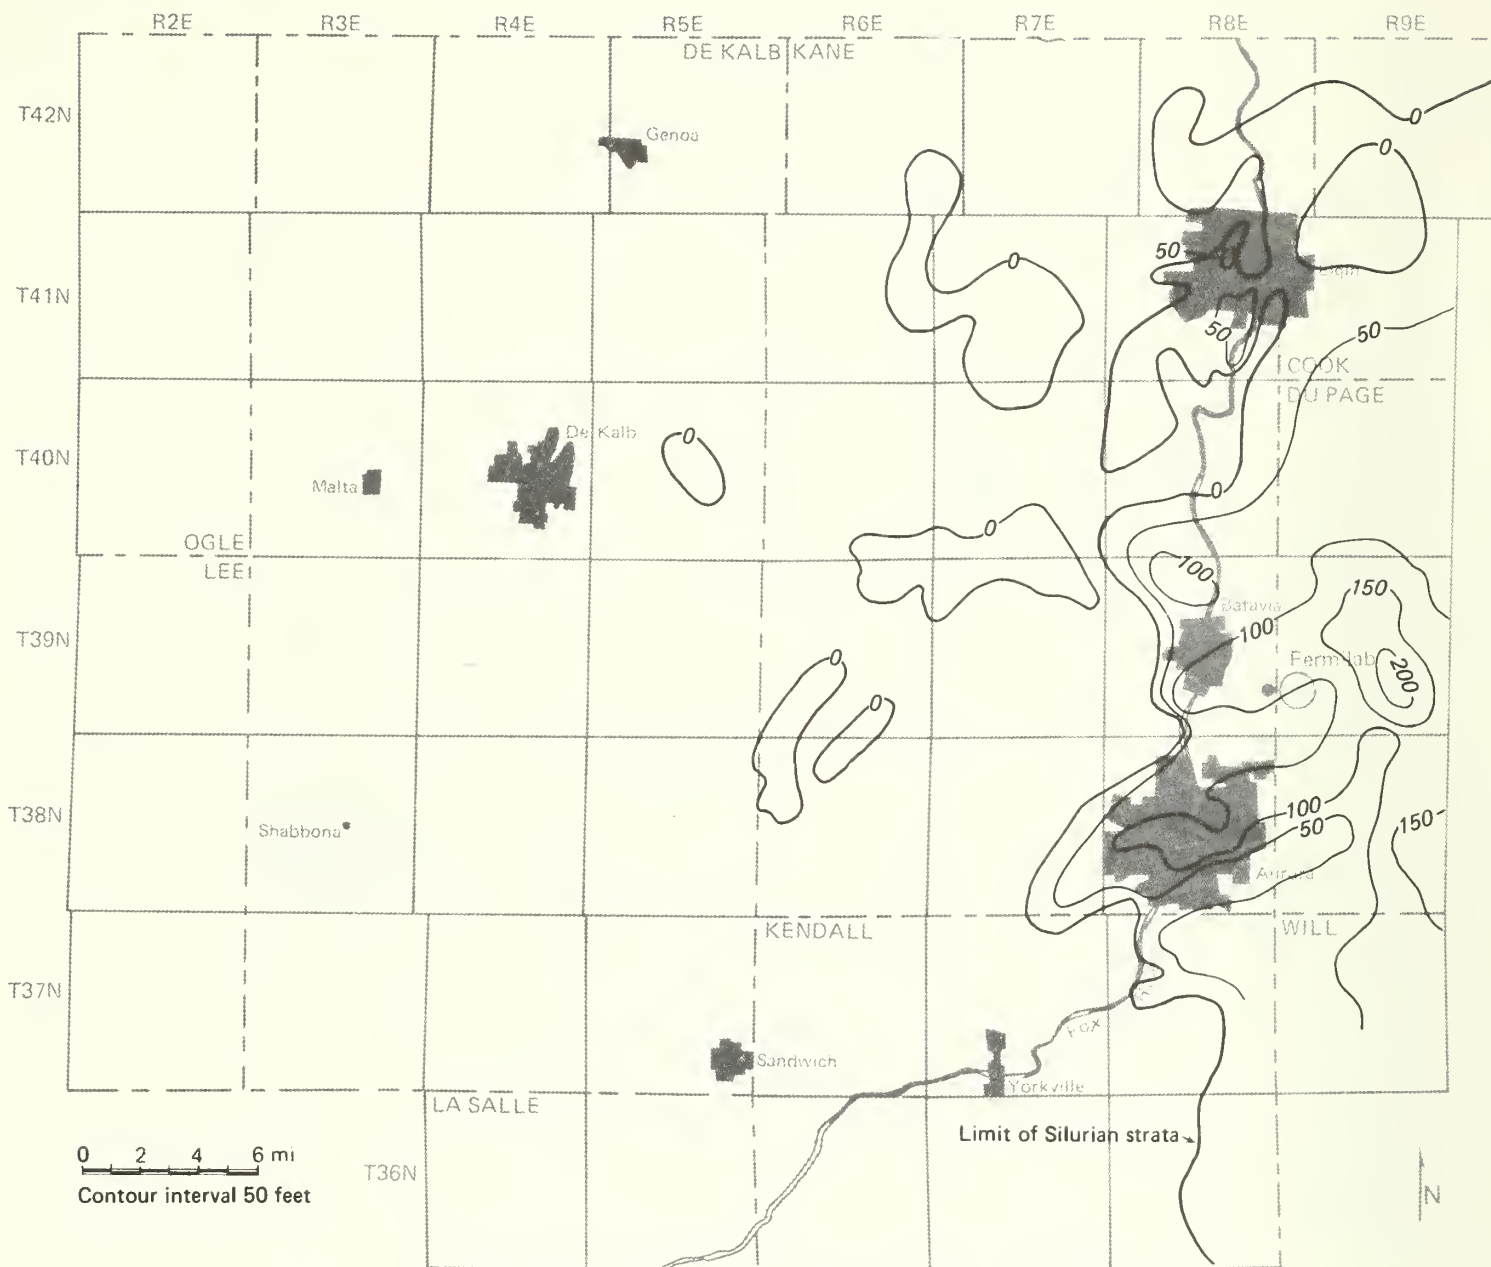 R2E R3E R4E R5E R6E R7E R8E R9E
DE KALB KANE
T42N
Genoa
0
0
0
T41N
50
0
50
50
COOK
DU PAGE
T40N
De Kalb
0
Malta
0
0
OGLE
LEE
100
150
Batavia
T39N
100
Fermilab
0
200
0
T38N
Shabbona
100
50
150
Aurora
KENDALL
WILL
T37N
Fox
Sandwich
Yorkville
LA SALLE
Limit of Silurian strata
0 2 4 6 mi
T36N
Contour interval 50 feet
N